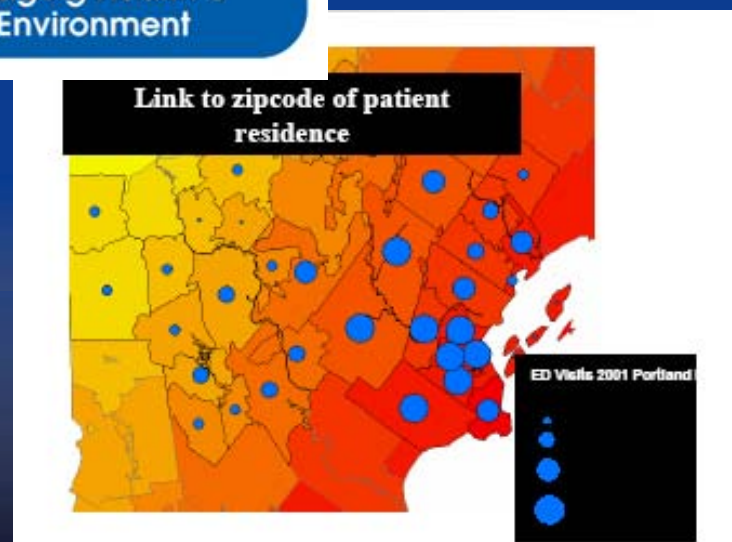 Environment
Link to zipcode of patient
residence
ED Visits 2001 Portland